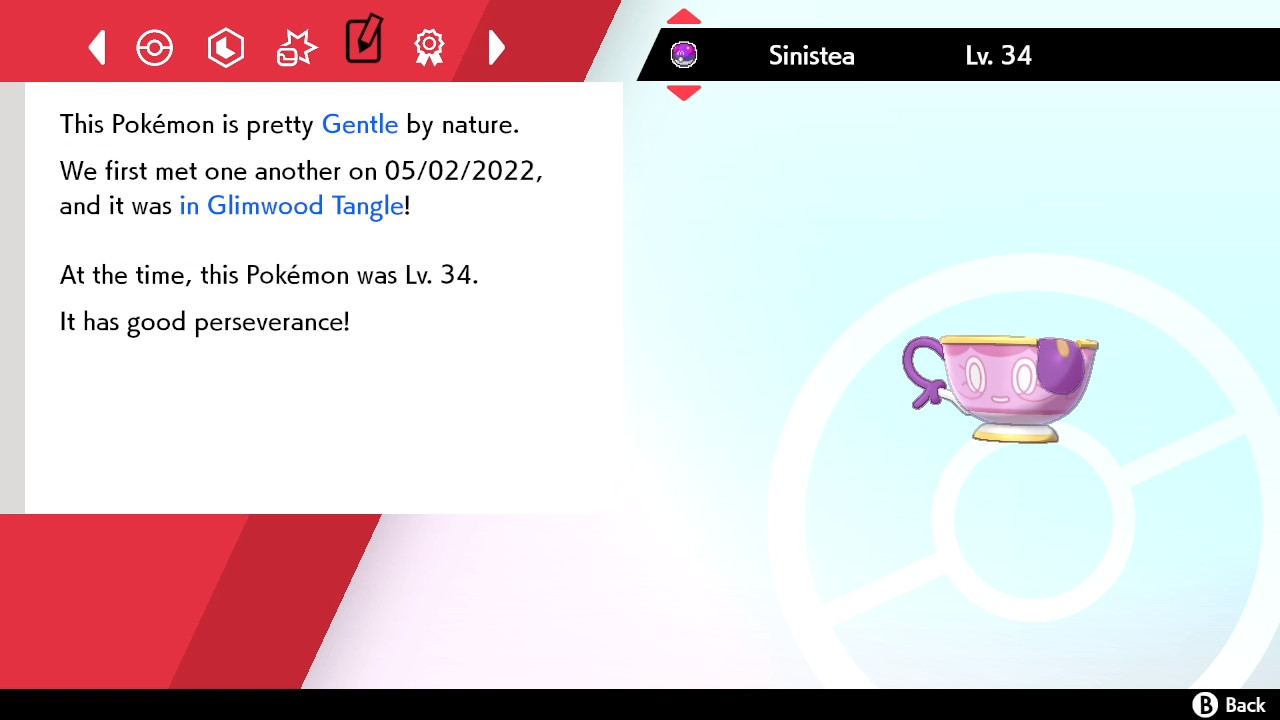 Sinistea Lv. 34
This Pokémon is pretty Gentle by nature.
We first met one another on 05/02/2022,
and it was in Glimwood Tangle!
At the time, this Pokémon was Lv. 34.
It has good perseverance!
B Back